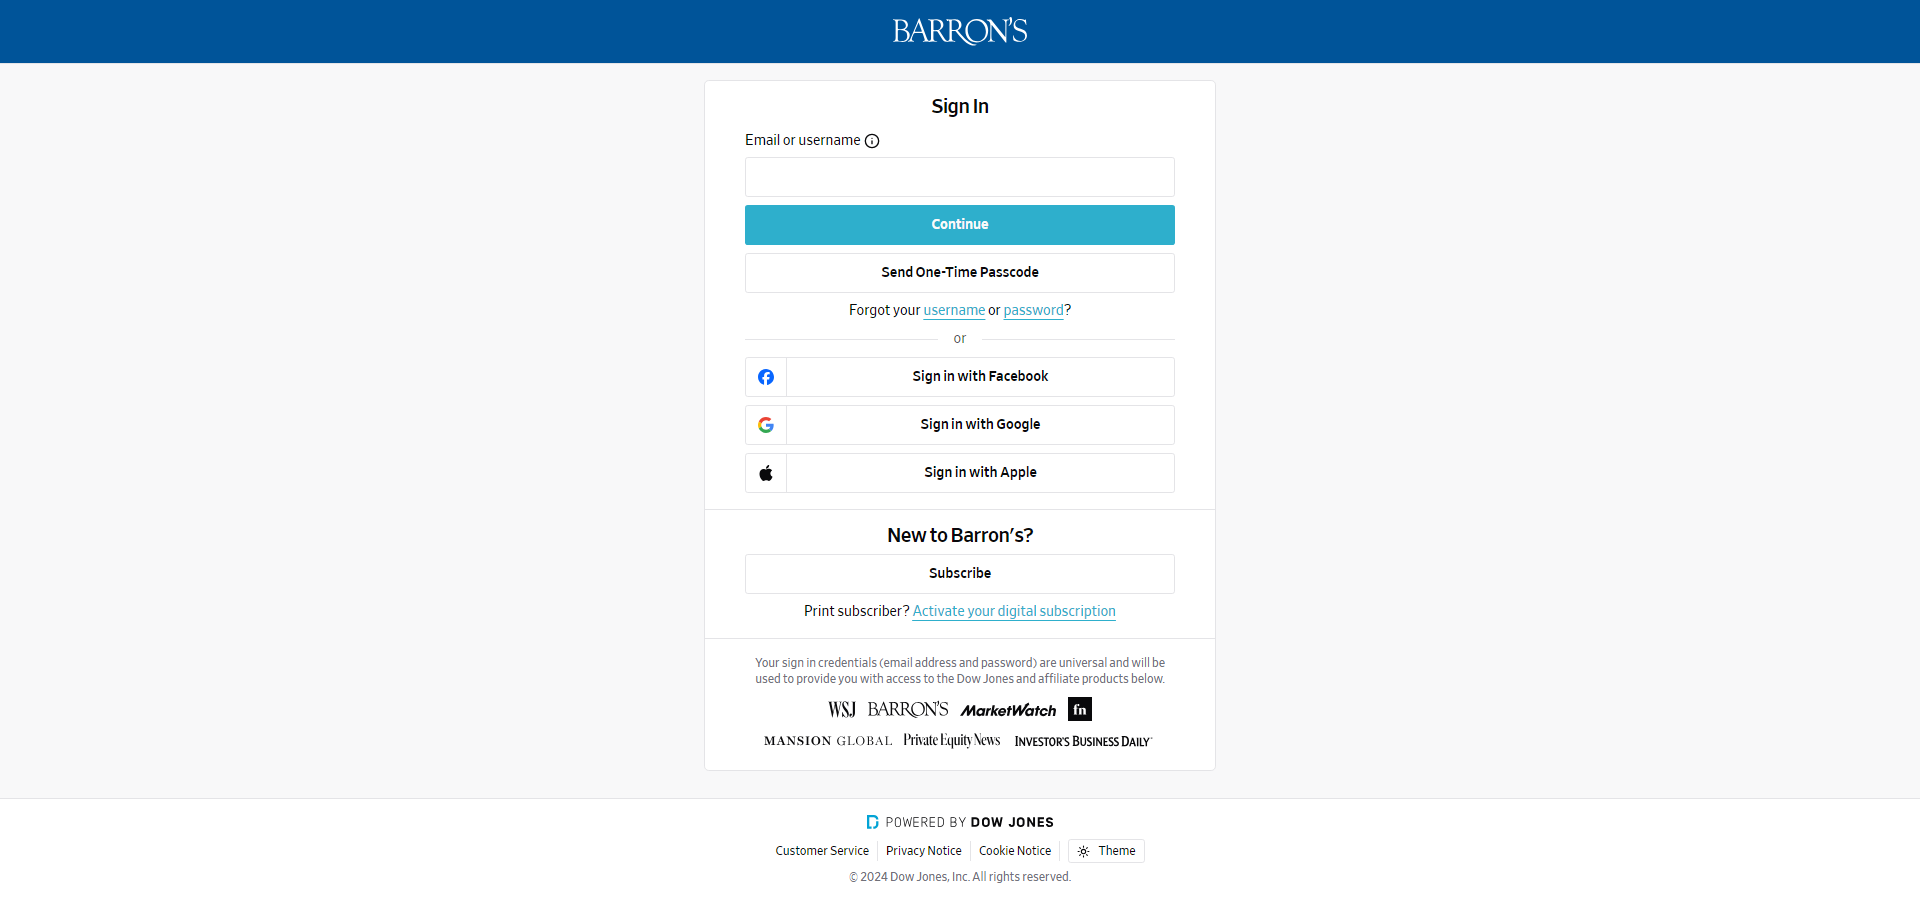 BARRON'S
Sign In
Email or username
Continue
Send One-Time Passcode
Forgot your username or password?
or
Sign in with Facebook
Sign in with Google
Sign in with Apple
New to Barron's?
Subscribe
Print subscriber? Activate your digital subscription
Your sign in credentials (email address and password) are universal and will be
used to provide you with access to the Dow Jones and affiliate products below.
WSJ BARRON'S MarketWatch fn
MANSION GLOBAL Private Equity News INVESTOR'S BUSINESS DAILY
POWERED BY DOW JONES
Customer Service Privacy Notice Cookie Notice Theme
© 2024 Dow Jones, Inc. All rights reserved.